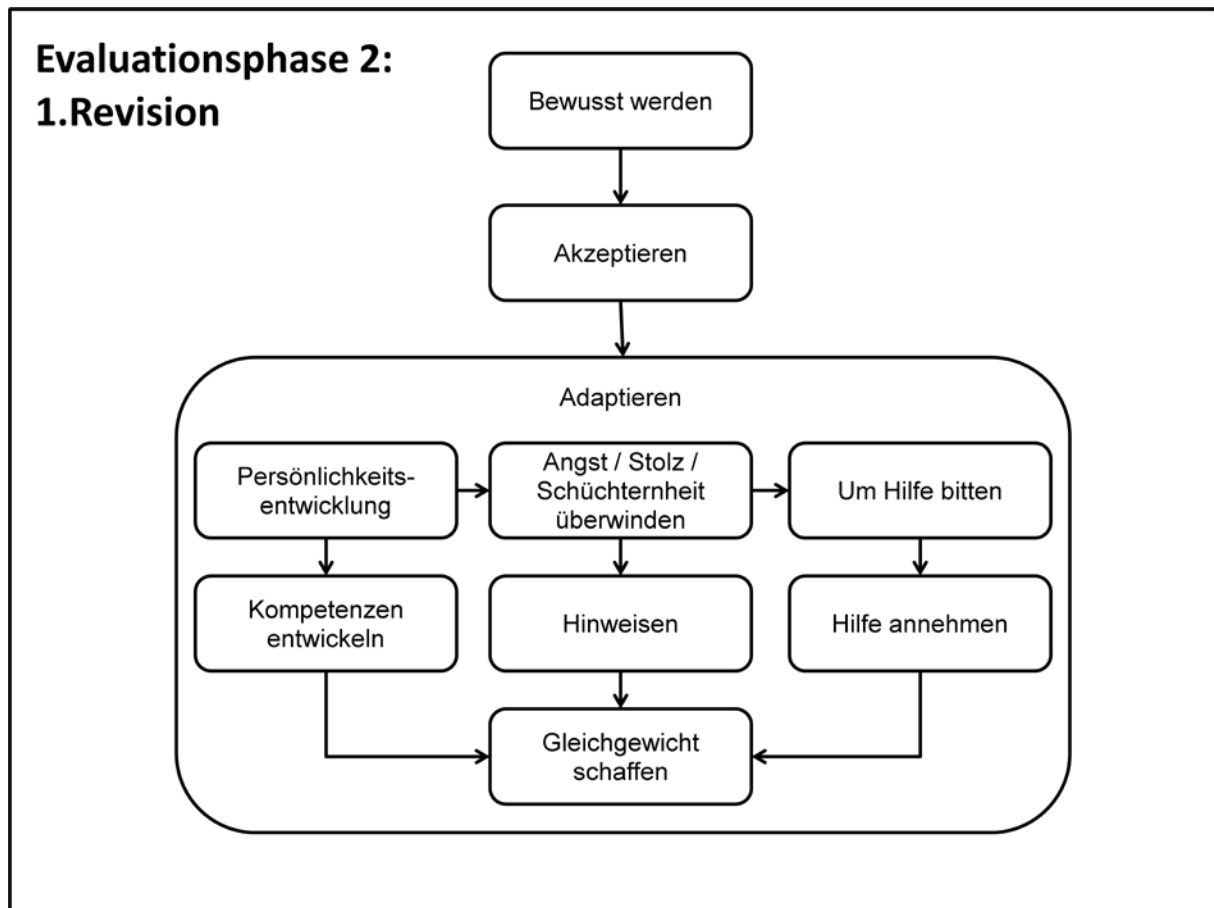 Evaluationsphase 2:
1.Revision
Bewusst werden
Akzeptieren
Adaptieren
Persönlichkeits-
entwicklung
Angst / Stolz /
Schüchternheit
überwinden
Um Hilfe bitten
Kompetenzen
entwickeln
Hinweisen
Hilfe annehmen
Gleichgewicht
schaffen